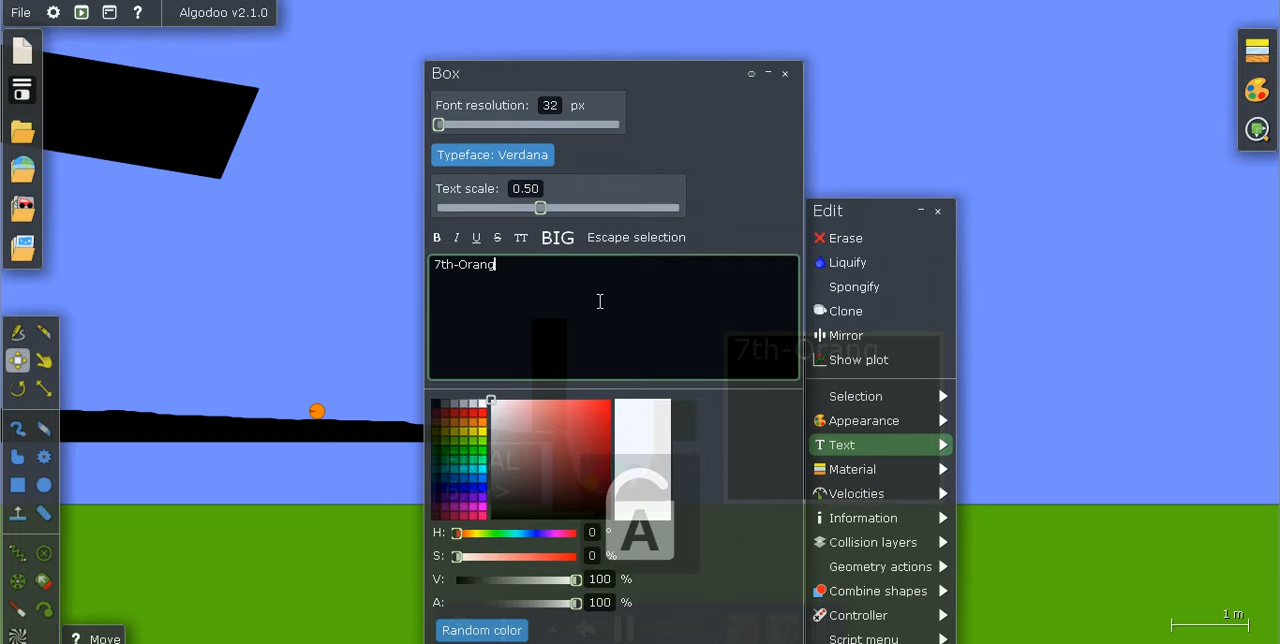 File ? Algodoo v2.1.0
Box
Font resolution: 32 px
Typeface: Verdana
Text scale: 0.50
B I U S TT BIG Escape selection
7th-Orang
7th-Orang
A
H: 0 °
S: 0 %
V: 100 %
A: 100 %
Random color
Edit
Erase
Liquify
Spongify
Clone
Mirror
Show plot
Selection
Appearance
T Text
Material
Velocities
Information
Collision layers
Geometry actions
Combine shapes
Controller
Script menu
? Move
1 m